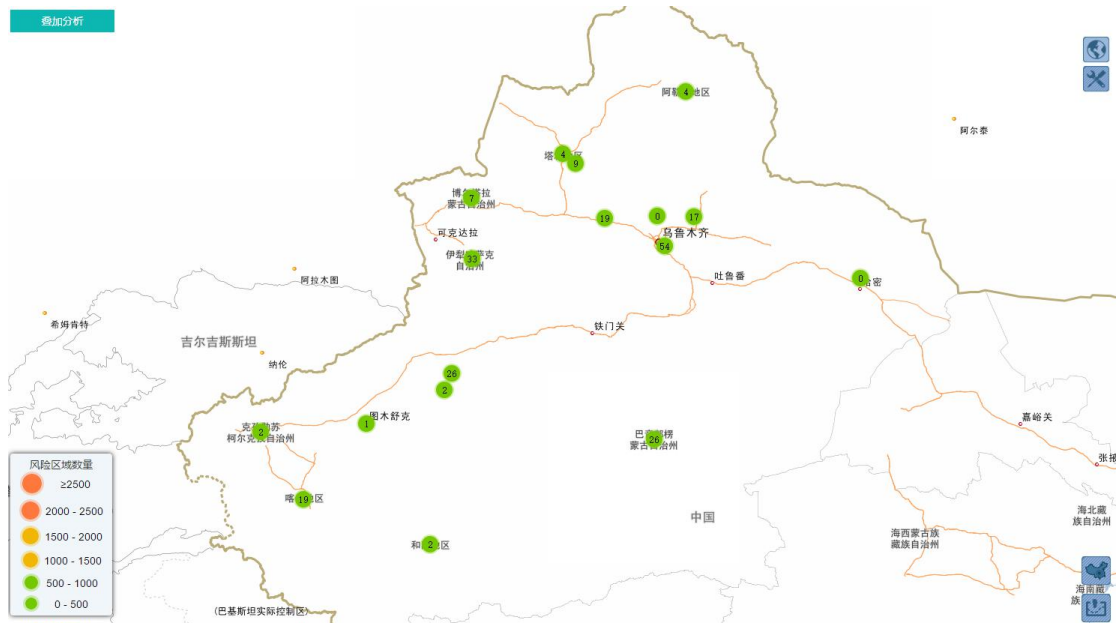 叠加分析
4
阿勒 地区
阿尔泰
4
塔 区
9
7
博尔塔拉
蒙古自治州
19
0
17
可克达拉
乌鲁木齐
54
33
伊犁 萨克
自治州
阿拉木图
吐鲁番
0
哈密
希姆肯特
铁门关
吉尔吉斯斯坦
纳伦
26
2
1
图木舒克
2
克孜勒苏
柯尔克孜自治州
嘉峪关
26
巴音郭楞
蒙古自治州
张掖
风险区域数量
≥2500
2000 - 2500
1500 - 2000
1000 - 1500
500 - 1000
0 - 500
19
喀 地区
中国
海北藏
族自治州
海西蒙古族
藏族自治州
2
和 地区
海南藏
族
(巴基斯坦实际控制区)